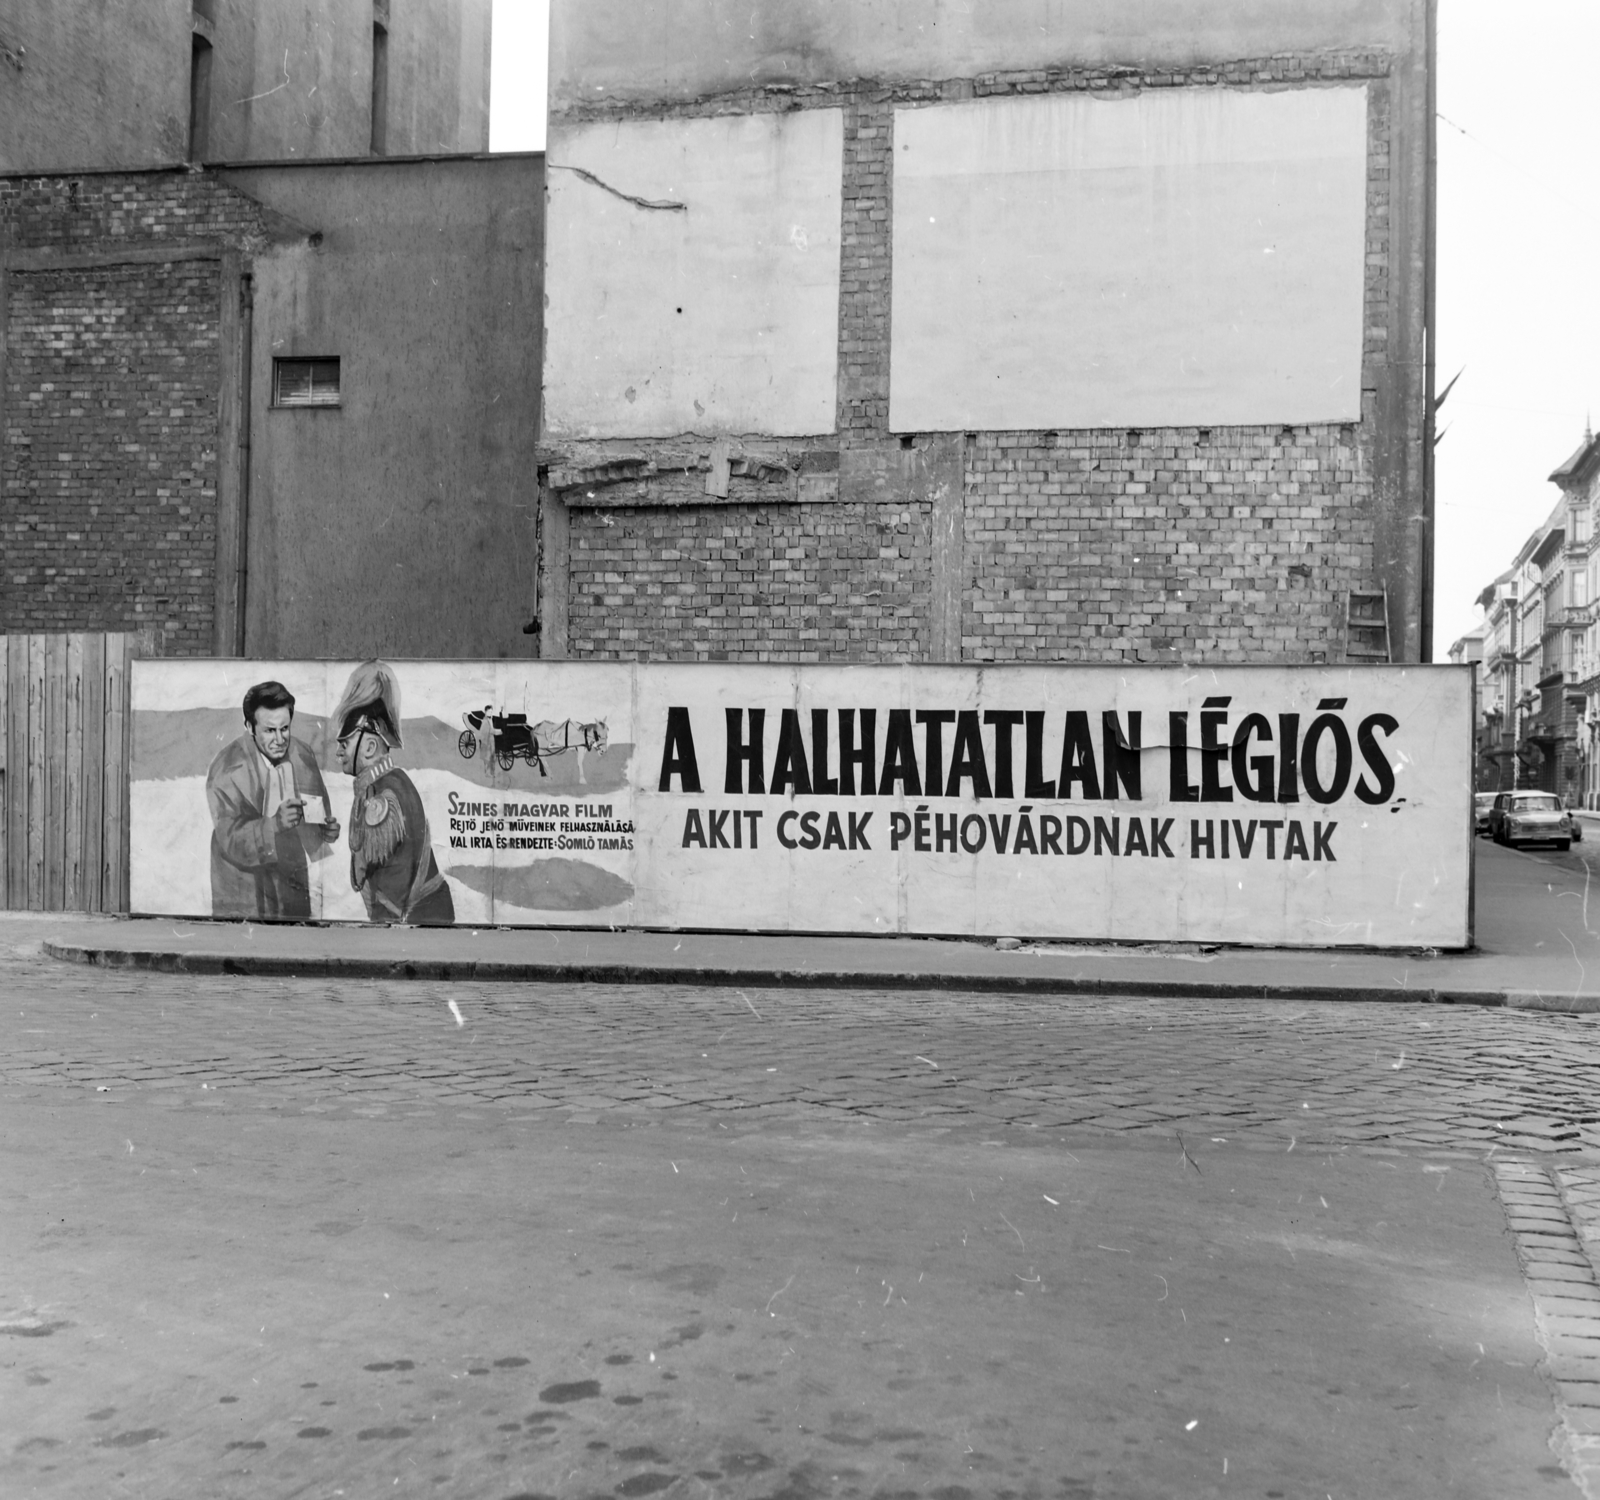 SZINES MAGYAR FILM
REJTŐ JENŐ MŰVEINEK FELHASZNÁLÁSÁ
VAL IRTA ÉS RENDEZTE: SOMLÓ TAMÁS
A HALHATATLAN LÉGIÓS,
AKIT CSAK PÉHOVÁRDNAK HIVTAK